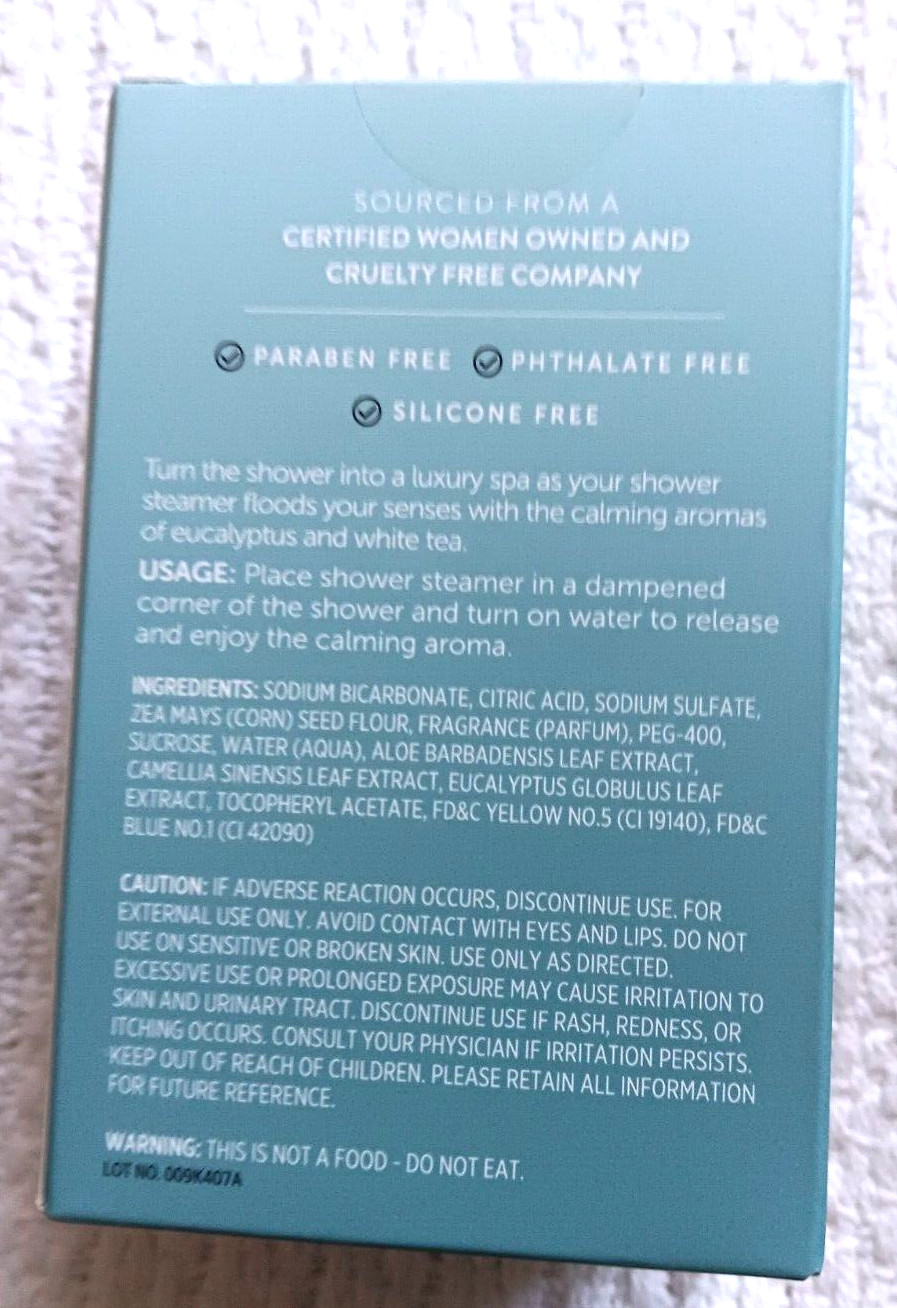 SOURCED FROM A
CERTIFIED WOMEN OWNED AND
CRUELTY FREE COMPANY
PARABEN FREE PHTHALATE FREE
SILICONE FREE
Turn the shower into a luxury spa as your shower
steamer floods your senses with the calming aromas
of eucalyptus and white tea.
USAGE: Place shower steamer in a dampened
corner of the shower and turn on water to release
and enjoy the calming aroma.
INGREDIENTS: SODIUM BICARBONATE, CITRIC ACID, SODIUM SULFATE,
ZEA MAYS (CORN) SEED FLOUR, FRAGRANCE (PARFUM), PEG-400,
SUCROSE, WATER (AQUA), ALOE BARBADENSIS LEAF EXTRACT,
CAMELLIA SINENSIS LEAF EXTRACT, EUCALYPTUS GLOBULUS LEAF
EXTRACT, TOCOPHERYL ACETATE, FD&C YELLOW NO.5 (CI 19140), FD&C
BLUE NO.1 (CI 42090)
CAUTION: IF ADVERSE REACTION OCCURS, DISCONTINUE USE. FOR
EXTERNAL USE ONLY. AVOID CONTACT WITH EYES AND LIPS. DO NOT
USE ON SENSITIVE OR BROKEN SKIN. USE ONLY AS DIRECTED.
EXCESSIVE USE OR PROLONGED EXPOSURE MAY CAUSE IRRITATION TO
SKIN AND URINARY TRACT. DISCONTINUE USE IF RASH, REDNESS, OR
ITCHING OCCURS. CONSULT YOUR PHYSICIAN IF IRRITATION PERSISTS.
KEEP OUT OF REACH OF CHILDREN. PLEASE RETAIN ALL INFORMATION
FOR FUTURE REFERENCE.
WARNING: THIS IS NOT A FOOD - DO NOT EAT.
LOT NO. 009K407A